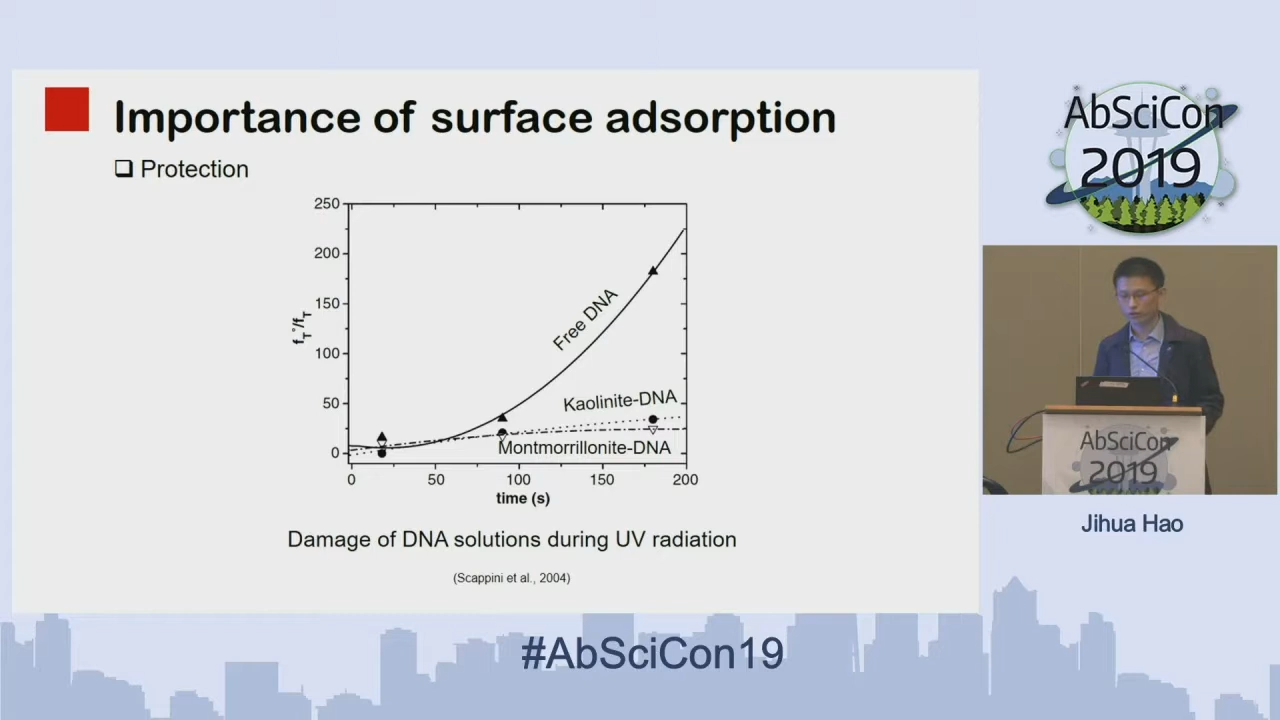 Importance of surface adsorption
❑ Protection
250
200
150
100
50
0
f_T°/f_T
Free DNA
Kaolinite-DNA
Montmorrillonite-DNA
0 50 100 150 200
time (s)
Damage of DNA solutions during UV radiation
(Scappini et al., 2004)
AbSciCon
2019
AbSciCon
2019
Jihua Hao
#AbSciCon19